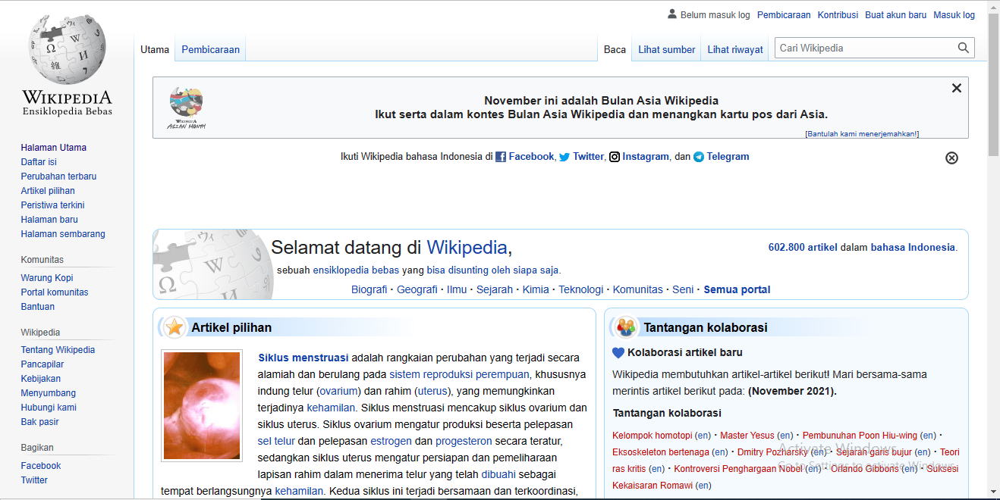 Belum masuk log Pembicaraan Kontribusi Buat akun baru Masuk log
WIKIPEDIA
Ensiklopedia Bebas
Utama Pembicaraan Baca Lihat sumber Lihat riwayat Cari Wikipedia
Halaman Utama
Daftar isi
Perubahan terbaru
Artikel pilihan
Peristiwa terkini
Halaman baru
Halaman sembarang
Komunitas
Warung Kopi
Portal komunitas
Bantuan
Wikipedia
Tentang Wikipedia
Pancapilar
Kebijakan
Menyumbang
Hubungi kami
Bak pasir
Bagikan
Facebook
Twitter
WIKIPEDIA
ASIAN MONTH
November ini adalah Bulan Asia Wikipedia
Ikut serta dalam kontes Bulan Asia Wikipedia dan menangkan kartu pos dari Asia.
[Bantulah kami menerjemahkan!]
Ikuti Wikipedia bahasa Indonesia di Facebook, Twitter, Instagram, dan Telegram
Selamat datang di Wikipedia,
602.800 artikel dalam bahasa Indonesia.
sebuah ensiklopedia bebas yang bisa disunting oleh siapa saja.
Biografi · Geografi · Ilmu · Sejarah · Kimia · Teknologi · Komunitas · Seni · Semua portal
Artikel pilihan
Siklus menstruasi adalah rangkaian perubahan yang terjadi secara
alamiah dan berulang pada sistem reproduksi perempuan, khususnya
indung telur (ovarium) dan rahim (uterus), yang memungkinkan
terjadinya kehamilan. Siklus menstruasi mencakup siklus ovarium dan
siklus uterus. Siklus ovarium mengatur produksi beserta pelepasan
sel telur dan pelepasan estrogen dan progesteron secara teratur,
sedangkan siklus uterus mengatur persiapan dan pemeliharaan
lapisan rahim dalam menerima telur yang telah dibuahi sebagai
tempat berlangsungnya kehamilan. Kedua siklus ini terjadi bersamaan dan terkoordinasi,
Tantangan kolaborasi
Kolaborasi artikel baru
Wikipedia membutuhkan artikel-artikel berikut! Mari bersama-sama
merintis artikel berikut pada: (November 2021).
Tantangan kolaborasi
Kelompok homotopi (en) · Master Yesus (en) · Pembunuhan Poon Hiu-wing (en) ·
Eksoskeleton bertenaga (en) · Dmitry Pozharsky (en) · Sejarah garis bujur (en) · Teori
ras kritis (en) · Kontroversi Penghargaan Nobel (en) · Orlando Gibbons (en) · Suksesi
Kekaisaran Romawi (en)
Activate Windows
Go to Settings to activate Windows.